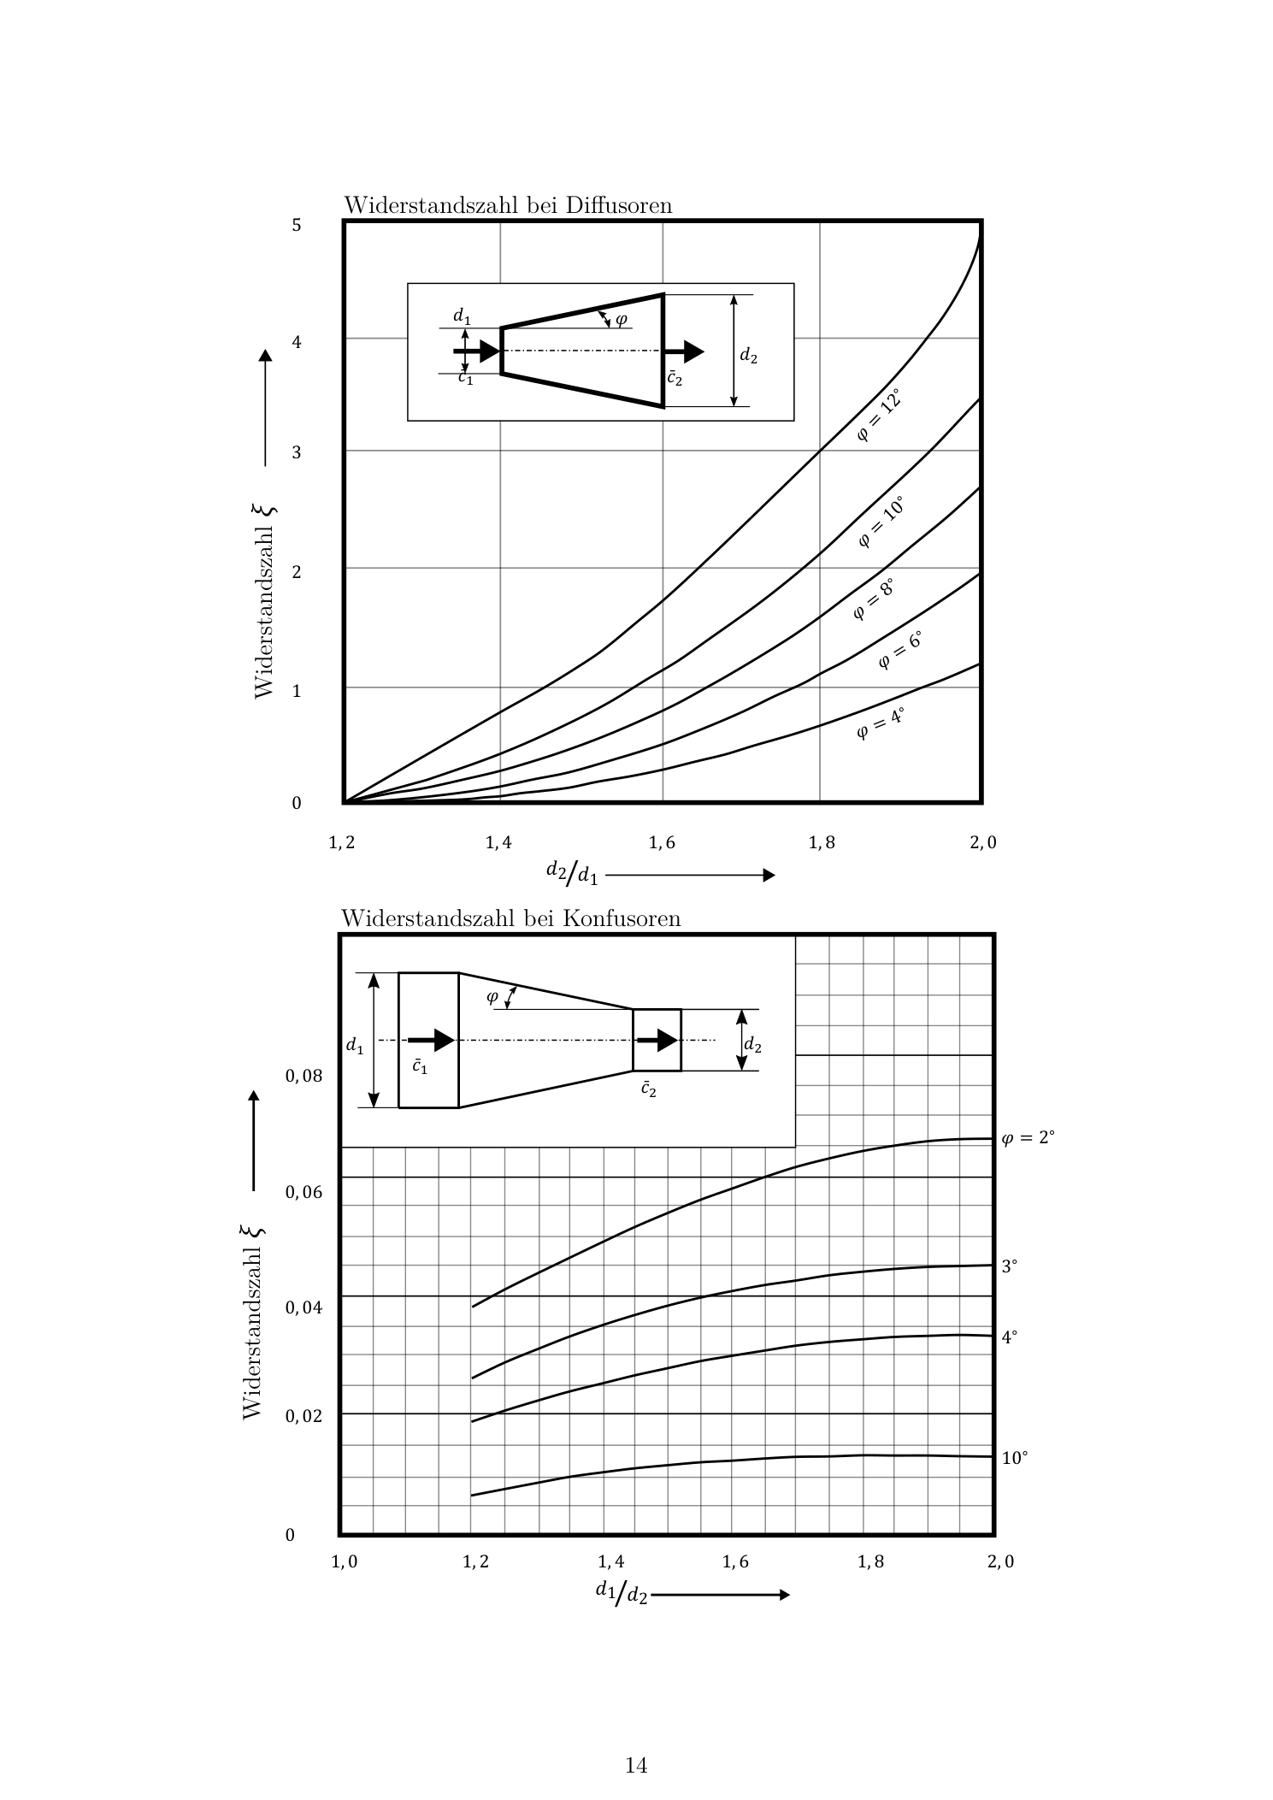 Widerstandszahl bei Diffusoren
5
4
3
2
1
0
Widerstandszahl ξ
d₁
c̄₁
φ
c̄₂
d₂
φ = 12°
φ = 10°
φ = 8°
φ = 6°
φ = 4°
1,2 1,4 1,6 1,8 2,0
d₂/d₁
Widerstandszahl bei Konfusoren
φ
d₁
c̄₁
d₂
c̄₂
0,08
0,06
0,04
0,02
0
Widerstandszahl ξ
φ = 2°
3°
4°
10°
1,0 1,2 1,4 1,6 1,8 2,0
d₁/d₂
14